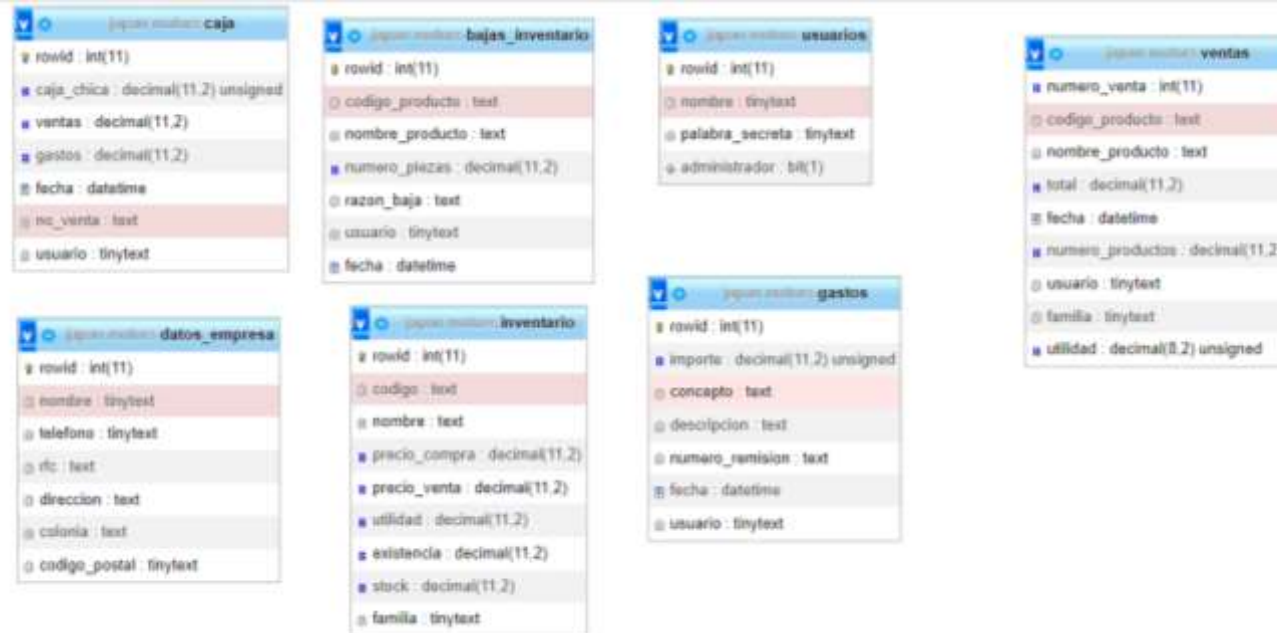 caja
rowid : int(11)
caja_chica : decimal(11,2) unsigned
ventas : decimal(11,2)
gastos : decimal(11,2)
fecha : datetime
no_venta : text
usuario : tinytext
bajas_inventario
rowid : int(11)
codigo_producto : text
nombre_producto : text
numero_piezas : decimal(11,2)
razon_baja : text
usuario : tinytext
fecha : datetime
usuarios
rowid : int(11)
nombre : tinytext
palabra_secreta : tinytext
administrador : bit(1)
ventas
numero_venta : int(11)
codigo_producto : text
nombre_producto : text
total : decimal(11,2)
fecha : datetime
numero_productos : decimal(11,2
usuario : tinytext
familia : tinytext
utilidad : decimal(8,2) unsigned
datos_empresa
rowid : int(11)
nombre : tinytext
telefono : tinytext
rfc : text
direccion : text
colonia : text
codigo_postal : tinytext
inventario
rowid : int(11)
codigo : text
nombre : text
precio_compra : decimal(11,2)
precio_venta : decimal(11,2)
utilidad : decimal(11,2)
existencia : decimal(11,2)
stock : decimal(11,2)
familia : tinytext
gastos
rowid : int(11)
importe : decimal(11,2) unsigned
concepto : text
descripcion : text
numero_remision : text
fecha : datetime
usuario : tinytext